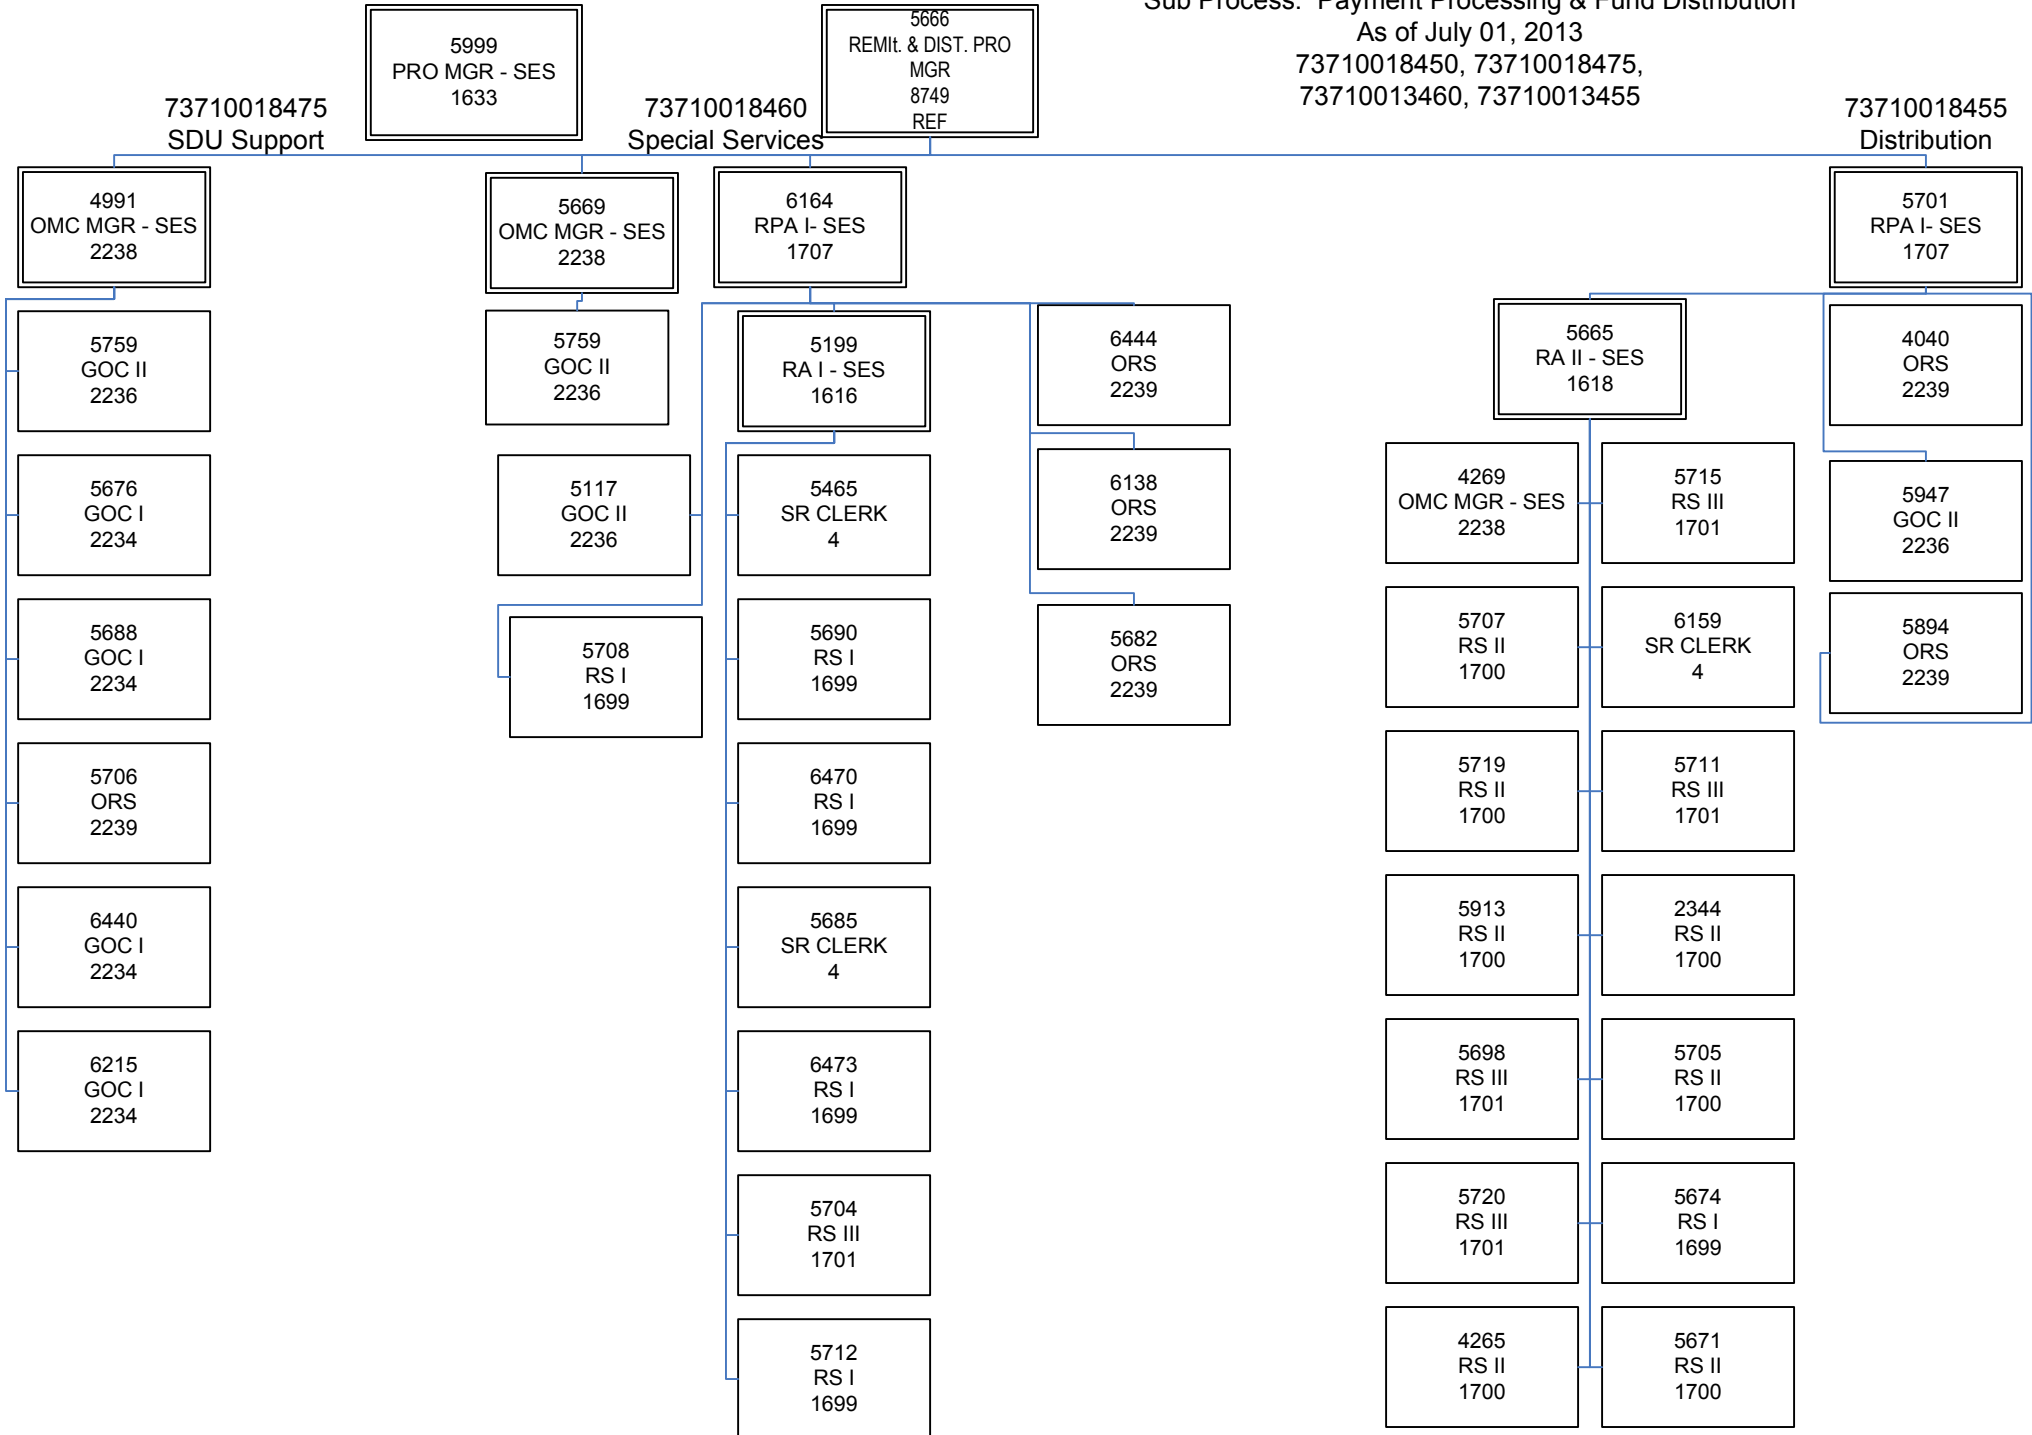 Sub Process: Payment Processing & Fund Distribution
As of July 01, 2013
73710018450, 73710018475,
73710013460, 73710013455
5999
PRO MGR - SES
1633
5666
REMIt. & DIST. PRO
MGR
8749
REF
73710018475
SDU Support
73710018460
Special Services
73710018455
Distribution
4991
OMC MGR - SES
2238
5669
OMC MGR - SES
2238
6164
RPA I- SES
1707
5701
RPA I- SES
1707
5759
GOC II
2236
5676
GOC I
2234
5688
GOC I
2234
5706
ORS
2239
6440
GOC I
2234
6215
GOC I
2234
5759
GOC II
2236
5117
GOC II
2236
5708
RS I
1699
5199
RA I - SES
1616
5465
SR CLERK
4
5690
RS I
1699
6470
RS I
1699
5685
SR CLERK
4
6473
RS I
1699
5704
RS III
1701
5712
RS I
1699
6444
ORS
2239
6138
ORS
2239
5682
ORS
2239
5665
RA II - SES
1618
4269
OMC MGR - SES
2238
5715
RS III
1701
5707
RS II
1700
6159
SR CLERK
4
5719
RS II
1700
5711
RS III
1701
5913
RS II
1700
2344
RS II
1700
5698
RS III
1701
5705
RS II
1700
5720
RS III
1701
5674
RS I
1699
4265
RS II
1700
5671
RS II
1700
4040
ORS
2239
5947
GOC II
2236
5894
ORS
2239